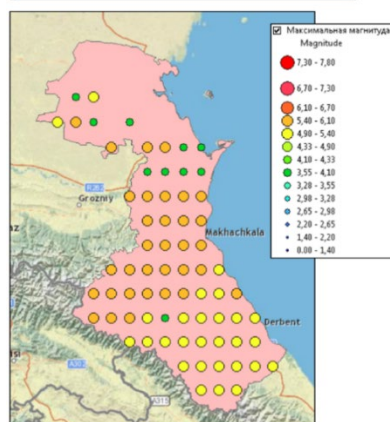 Максимальная магнитуда
Magnitude
7,30 - 7,80
6,70 - 7,30
6,10 - 6,70
5,40 - 6,10
4,90 - 5,40
4,33 - 4,90
4,10 - 4,33
3,55 - 4,10
3,28 - 3,55
2,98 - 3,28
2,65 - 2,98
2,20 - 2,65
1,40 - 2,20
0.00 - 1,40
Grozmy
Makhachkala
Derbent
A315